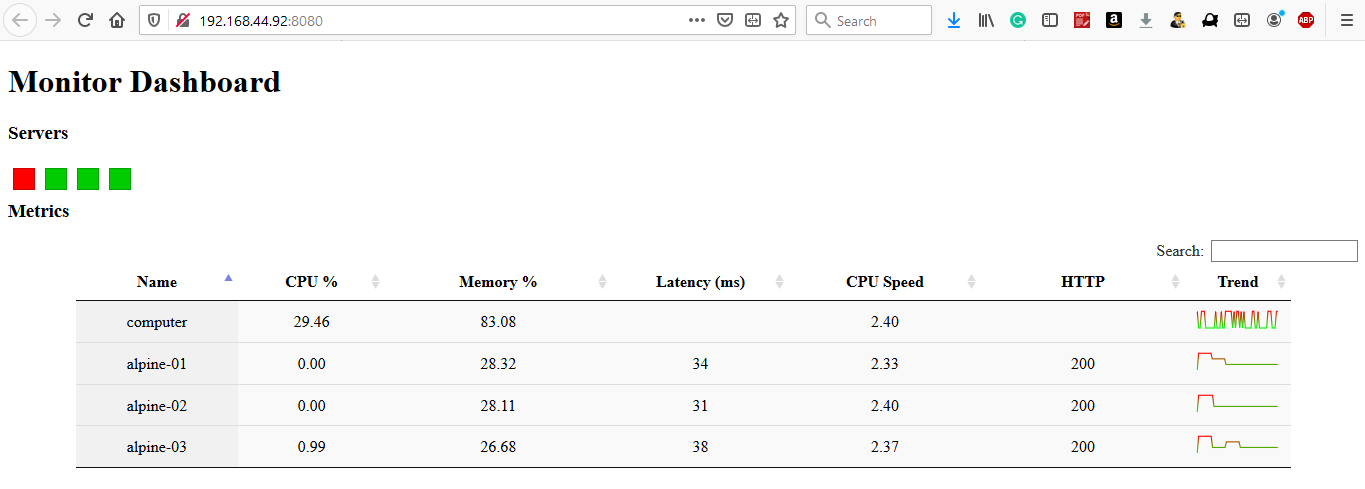 192.168.44.92:8080
Search
Monitor Dashboard
Servers
Metrics
Search:
Name CPU % Memory % Latency (ms) CPU Speed HTTP Trend
computer 29.46 83.08 2.40
alpine-01 0.00 28.32 34 2.33 200
alpine-02 0.00 28.11 31 2.40 200
alpine-03 0.99 26.68 38 2.37 200